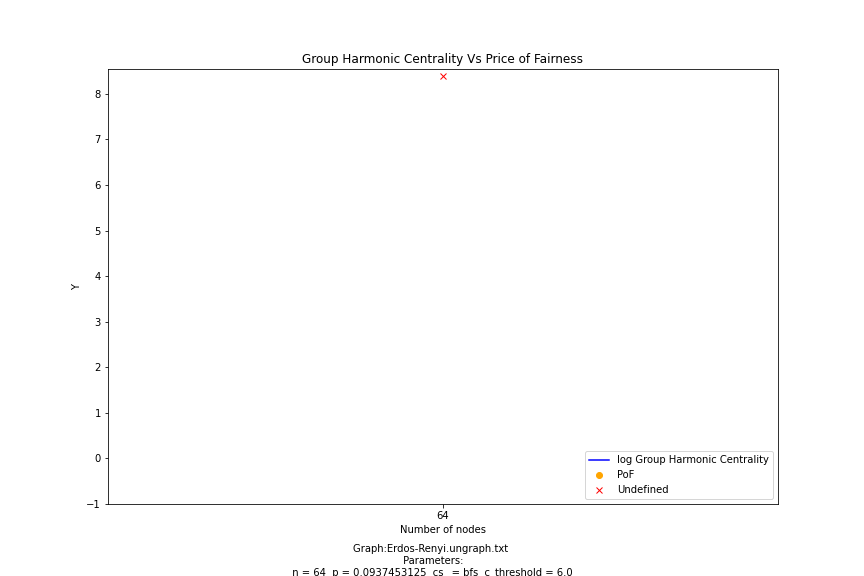 Group Harmonic Centrality Vs Price of Fairness
8
7
6
5
4
3
2
1
0
−1
Y
64
Number of nodes
log Group Harmonic Centrality
PoF
Undefined
Graph:Erdos-Renyi.ungraph.txt
Parameters:
n = 64 p = 0.0937453125 cs_ = bfs c_threshold = 6.0